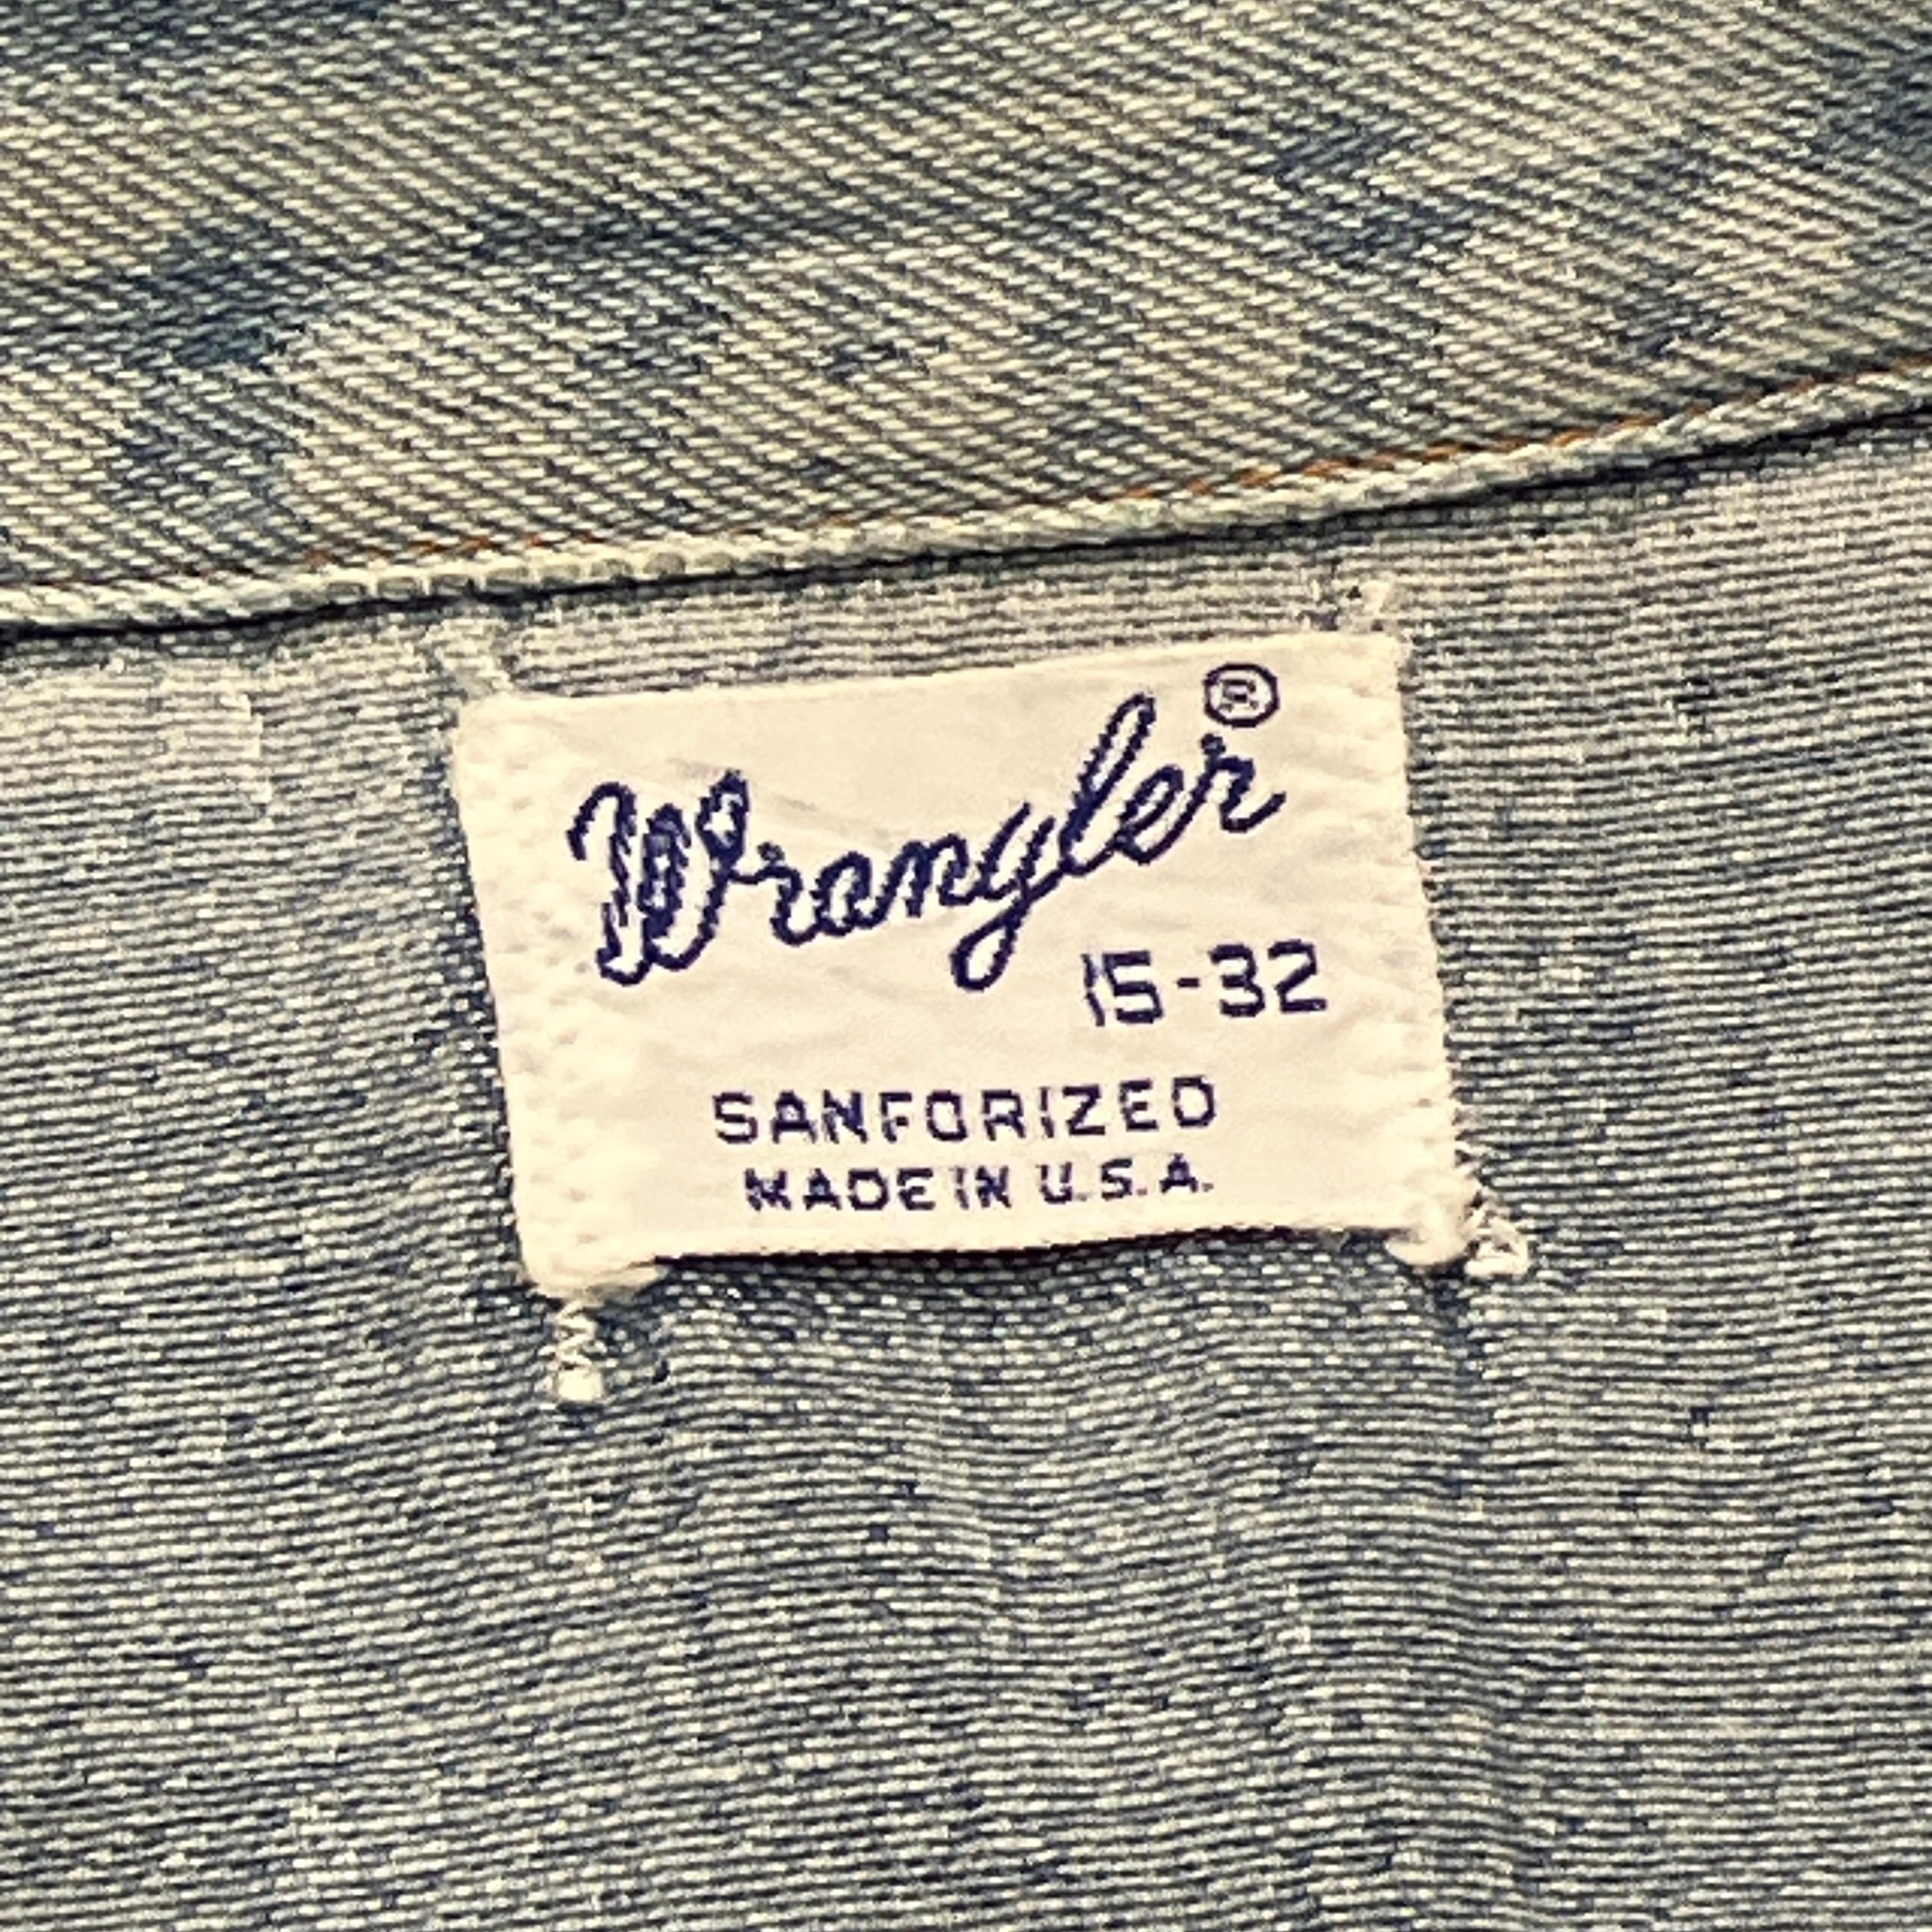 Wrangler®
15-32
SANFORIZED
MADE IN U.S.A.